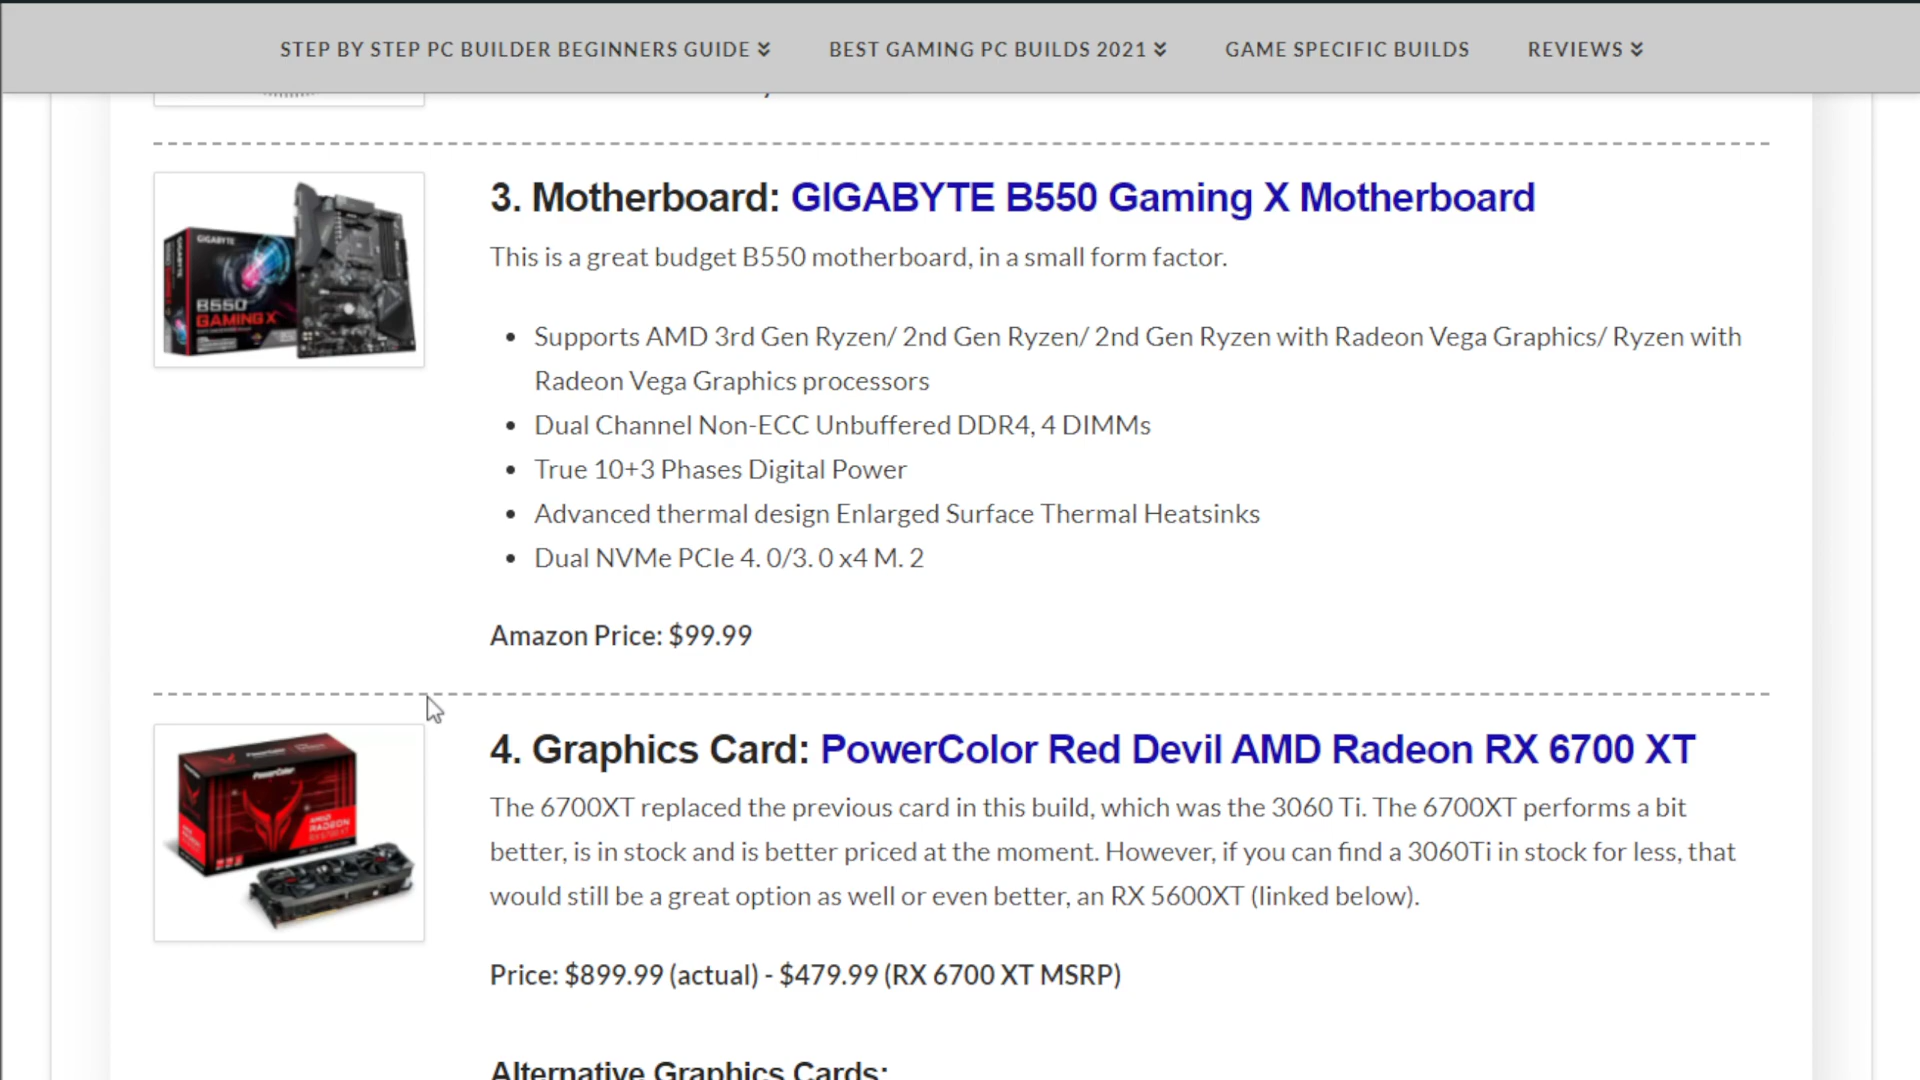 STEP BY STEP PC BUILDER BEGINNERS GUIDE
BEST GAMING PC BUILDS 2021
GAME SPECIFIC BUILDS
REVIEWS
3. Motherboard: GIGABYTE B550 Gaming X Motherboard
This is a great budget B550 motherboard, in a small form factor.
• Supports AMD 3rd Gen Ryzen/ 2nd Gen Ryzen/ 2nd Gen Ryzen with Radeon Vega Graphics/ Ryzen with
Radeon Vega Graphics processors
• Dual Channel Non-ECC Unbuffered DDR4, 4 DIMMs
• True 10+3 Phases Digital Power
• Advanced thermal design Enlarged Surface Thermal Heatsinks
• Dual NVMe PCIe 4. 0/3. 0 x4 M. 2
Amazon Price: $99.99
GIGABYTE
B550
GAMING X
4. Graphics Card: PowerColor Red Devil AMD Radeon RX 6700 XT
The 6700XT replaced the previous card in this build, which was the 3060 Ti. The 6700XT performs a bit
better, is in stock and is better priced at the moment. However, if you can find a 3060Ti in stock for less, that
would still be a great option as well or even better, an RX 5600XT (linked below).
Price: $899.99 (actual) - $479.99 (RX 6700 XT MSRP)
PowerColor
AMD
RADEON
Alternative Graphics Cards: